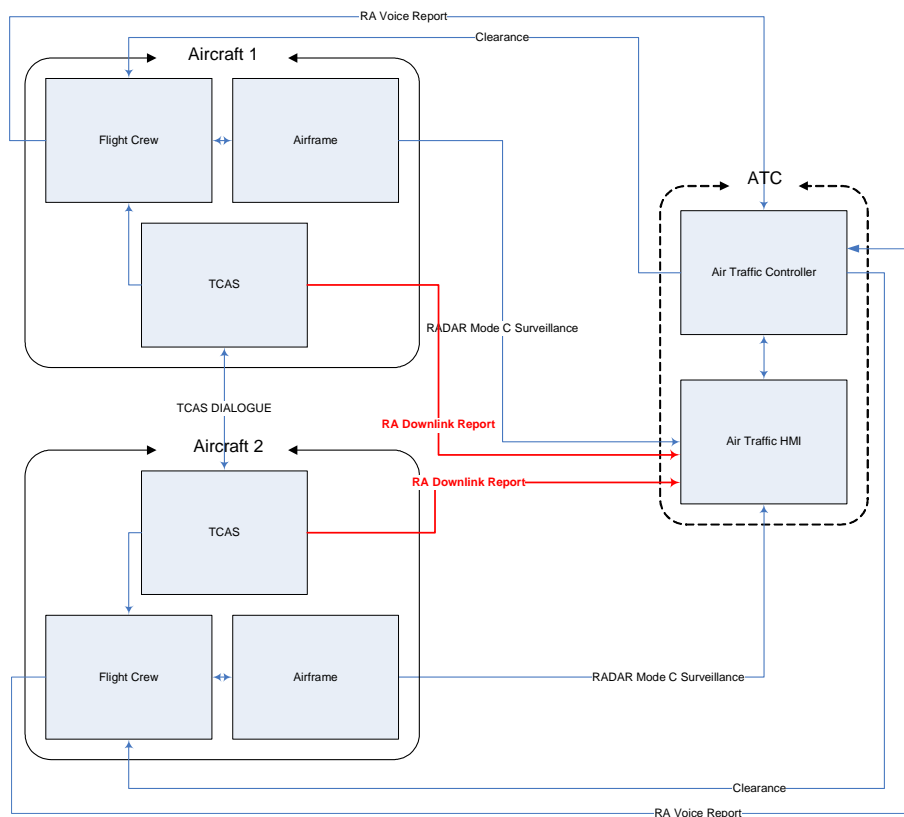 RA Voice Report
Clearance
Aircraft 1
Flight Crew
Airframe
ATC
TCAS
Air Traffic Controller
RADAR Mode C Surveillance
TCAS DIALOGUE
RA Downlink Report
Aircraft 2
Air Traffic HMI
RA Downlink Report
TCAS
Flight Crew
Airframe
RADAR Mode C Surveillance
Clearance
RA Voice Report